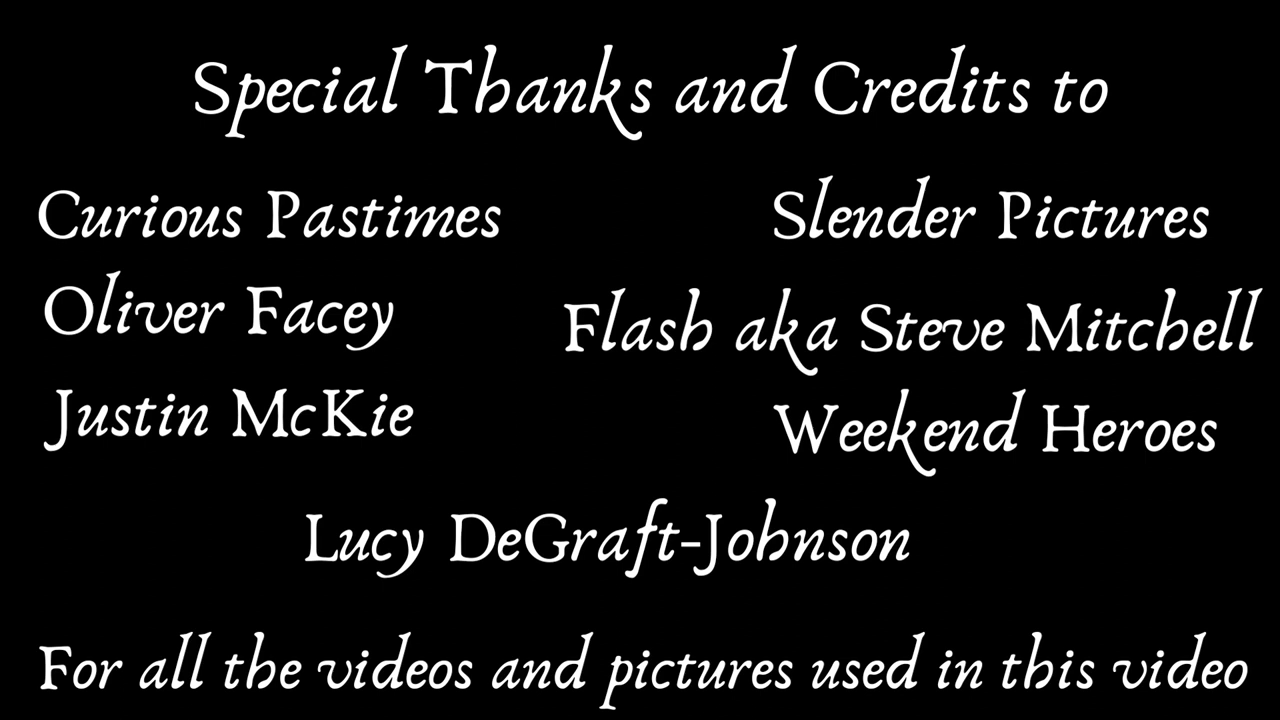 Special Thanks and Credits to
Curious Pastimes
Slender Pictures
Oliver Facey
Flash aka Steve Mitchell
Justin McKie
Weekend Heroes
Lucy DeGraft-Johnson
For all the videos and pictures used in this video